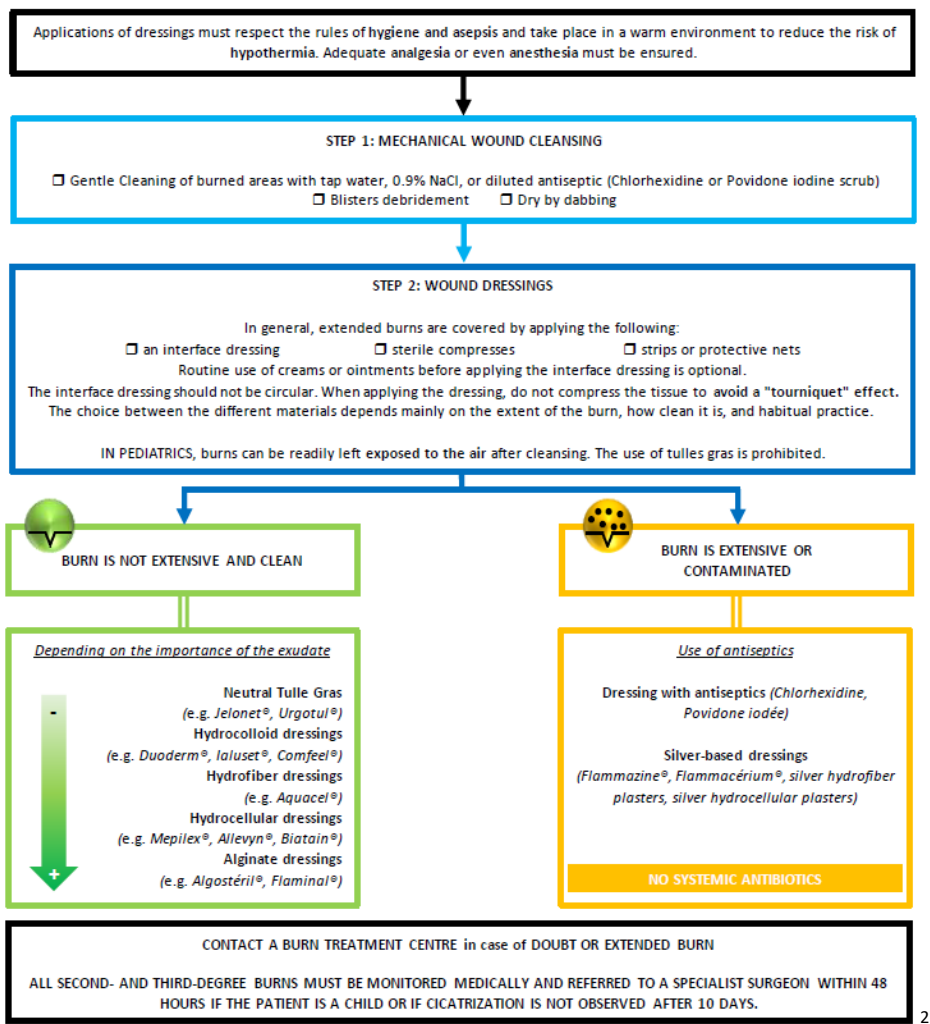 Applications of dressings must respect the rules of hygiene and asepsis and take place in a warm environment to reduce the risk of
hypothermia. Adequate analgesia or even anesthesia must be ensured.
STEP 1: MECHANICAL WOUND CLEANSING
❒ Gentle Cleaning of burned areas with tap water, 0.9% NaCl, or diluted antiseptic (Chlorhexidine or Povidone iodine scrub)
❒ Blisters debridement ❒ Dry by dabbing
STEP 2: WOUND DRESSINGS
In general, extended burns are covered by applying the following:
❒ an interface dressing ❒ sterile compresses ❒ strips or protective nets
Routine use of creams or ointments before applying the interface dressing is optional.
The interface dressing should not be circular. When applying the dressing, do not compress the tissue to avoid a "tourniquet" effect.
The choice between the different materials depends mainly on the extent of the burn, how clean it is, and habitual practice.
IN PEDIATRICS, burns can be readily left exposed to the air after cleansing. The use of tulles gras is prohibited.
BURN IS NOT EXTENSIVE AND CLEAN
Depending on the importance of the exudate
-
Neutral Tulle Gras
(e.g. Jelonet®, Urgotul®)
Hydrocolloid dressings
(e.g. Duoderm®, Ialuset®, Comfeel®)
Hydrofiber dressings
(e.g. Aquacel®)
Hydrocellular dressings
(e.g. Mepilex®, Allevyn®, Biatain®)
Alginate dressings
(e.g. Algostéril®, Flaminal®)
+
BURN IS EXTENSIVE OR
CONTAMINATED
Use of antiseptics
Dressing with antiseptics (Chlorhexidine,
Povidone iodée)
Silver-based dressings
(Flammazine®, Flammacérium®, silver hydrofiber
plasters, silver hydrocellular plasters)
NO SYSTEMIC ANTIBIOTICS
CONTACT A BURN TREATMENT CENTRE in case of DOUBT OR EXTENDED BURN
ALL SECOND- AND THIRD-DEGREE BURNS MUST BE MONITORED MEDICALLY AND REFERRED TO A SPECIALIST SURGEON WITHIN 48
HOURS IF THE PATIENT IS A CHILD OR IF CICATRIZATION IS NOT OBSERVED AFTER 10 DAYS.
2